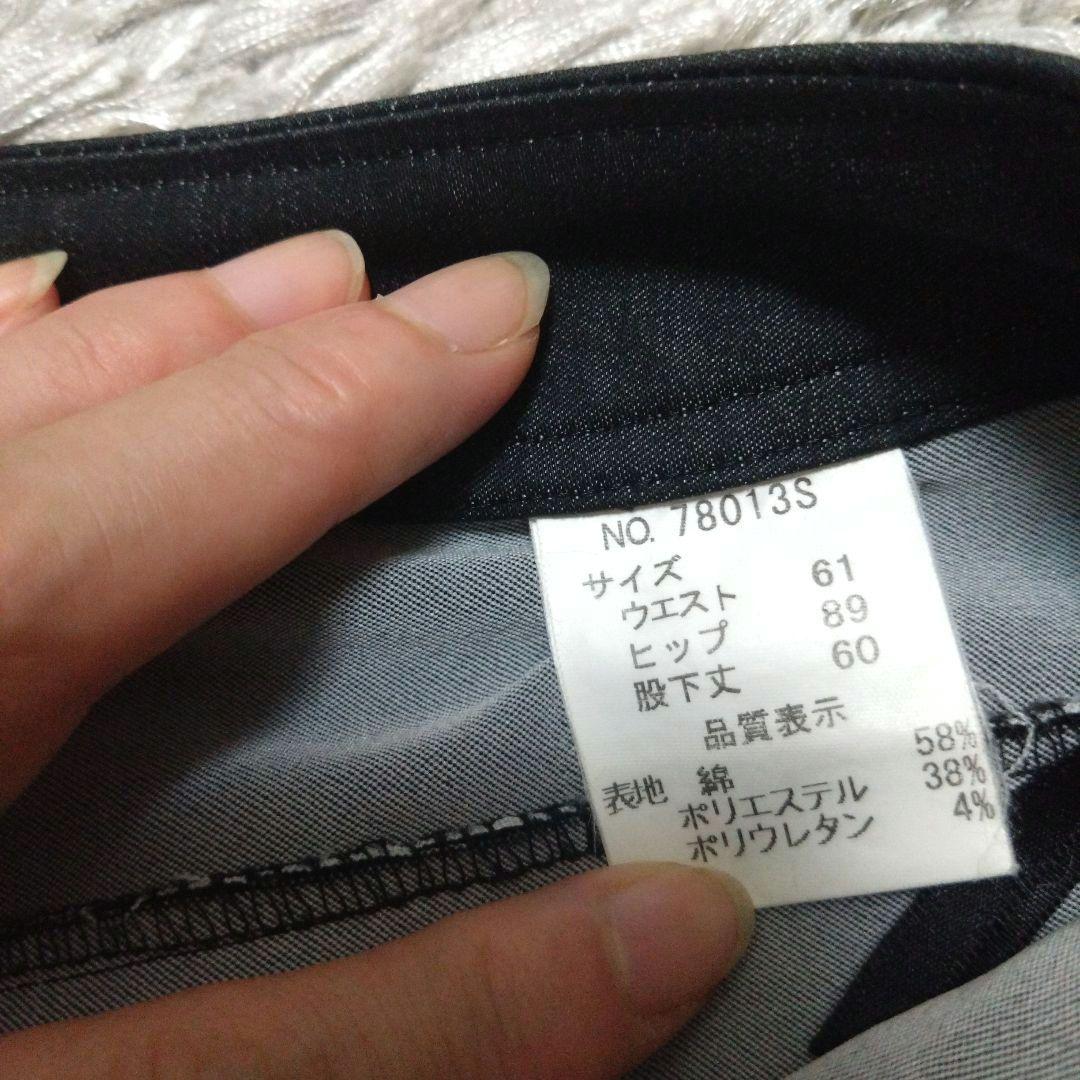 NO. 78013S
サイズ
ウエスト 61
ヒップ 89
股下丈 60
品質表示
表地 綿 58%
ポリエステル 38%
ポリウレタン 4%